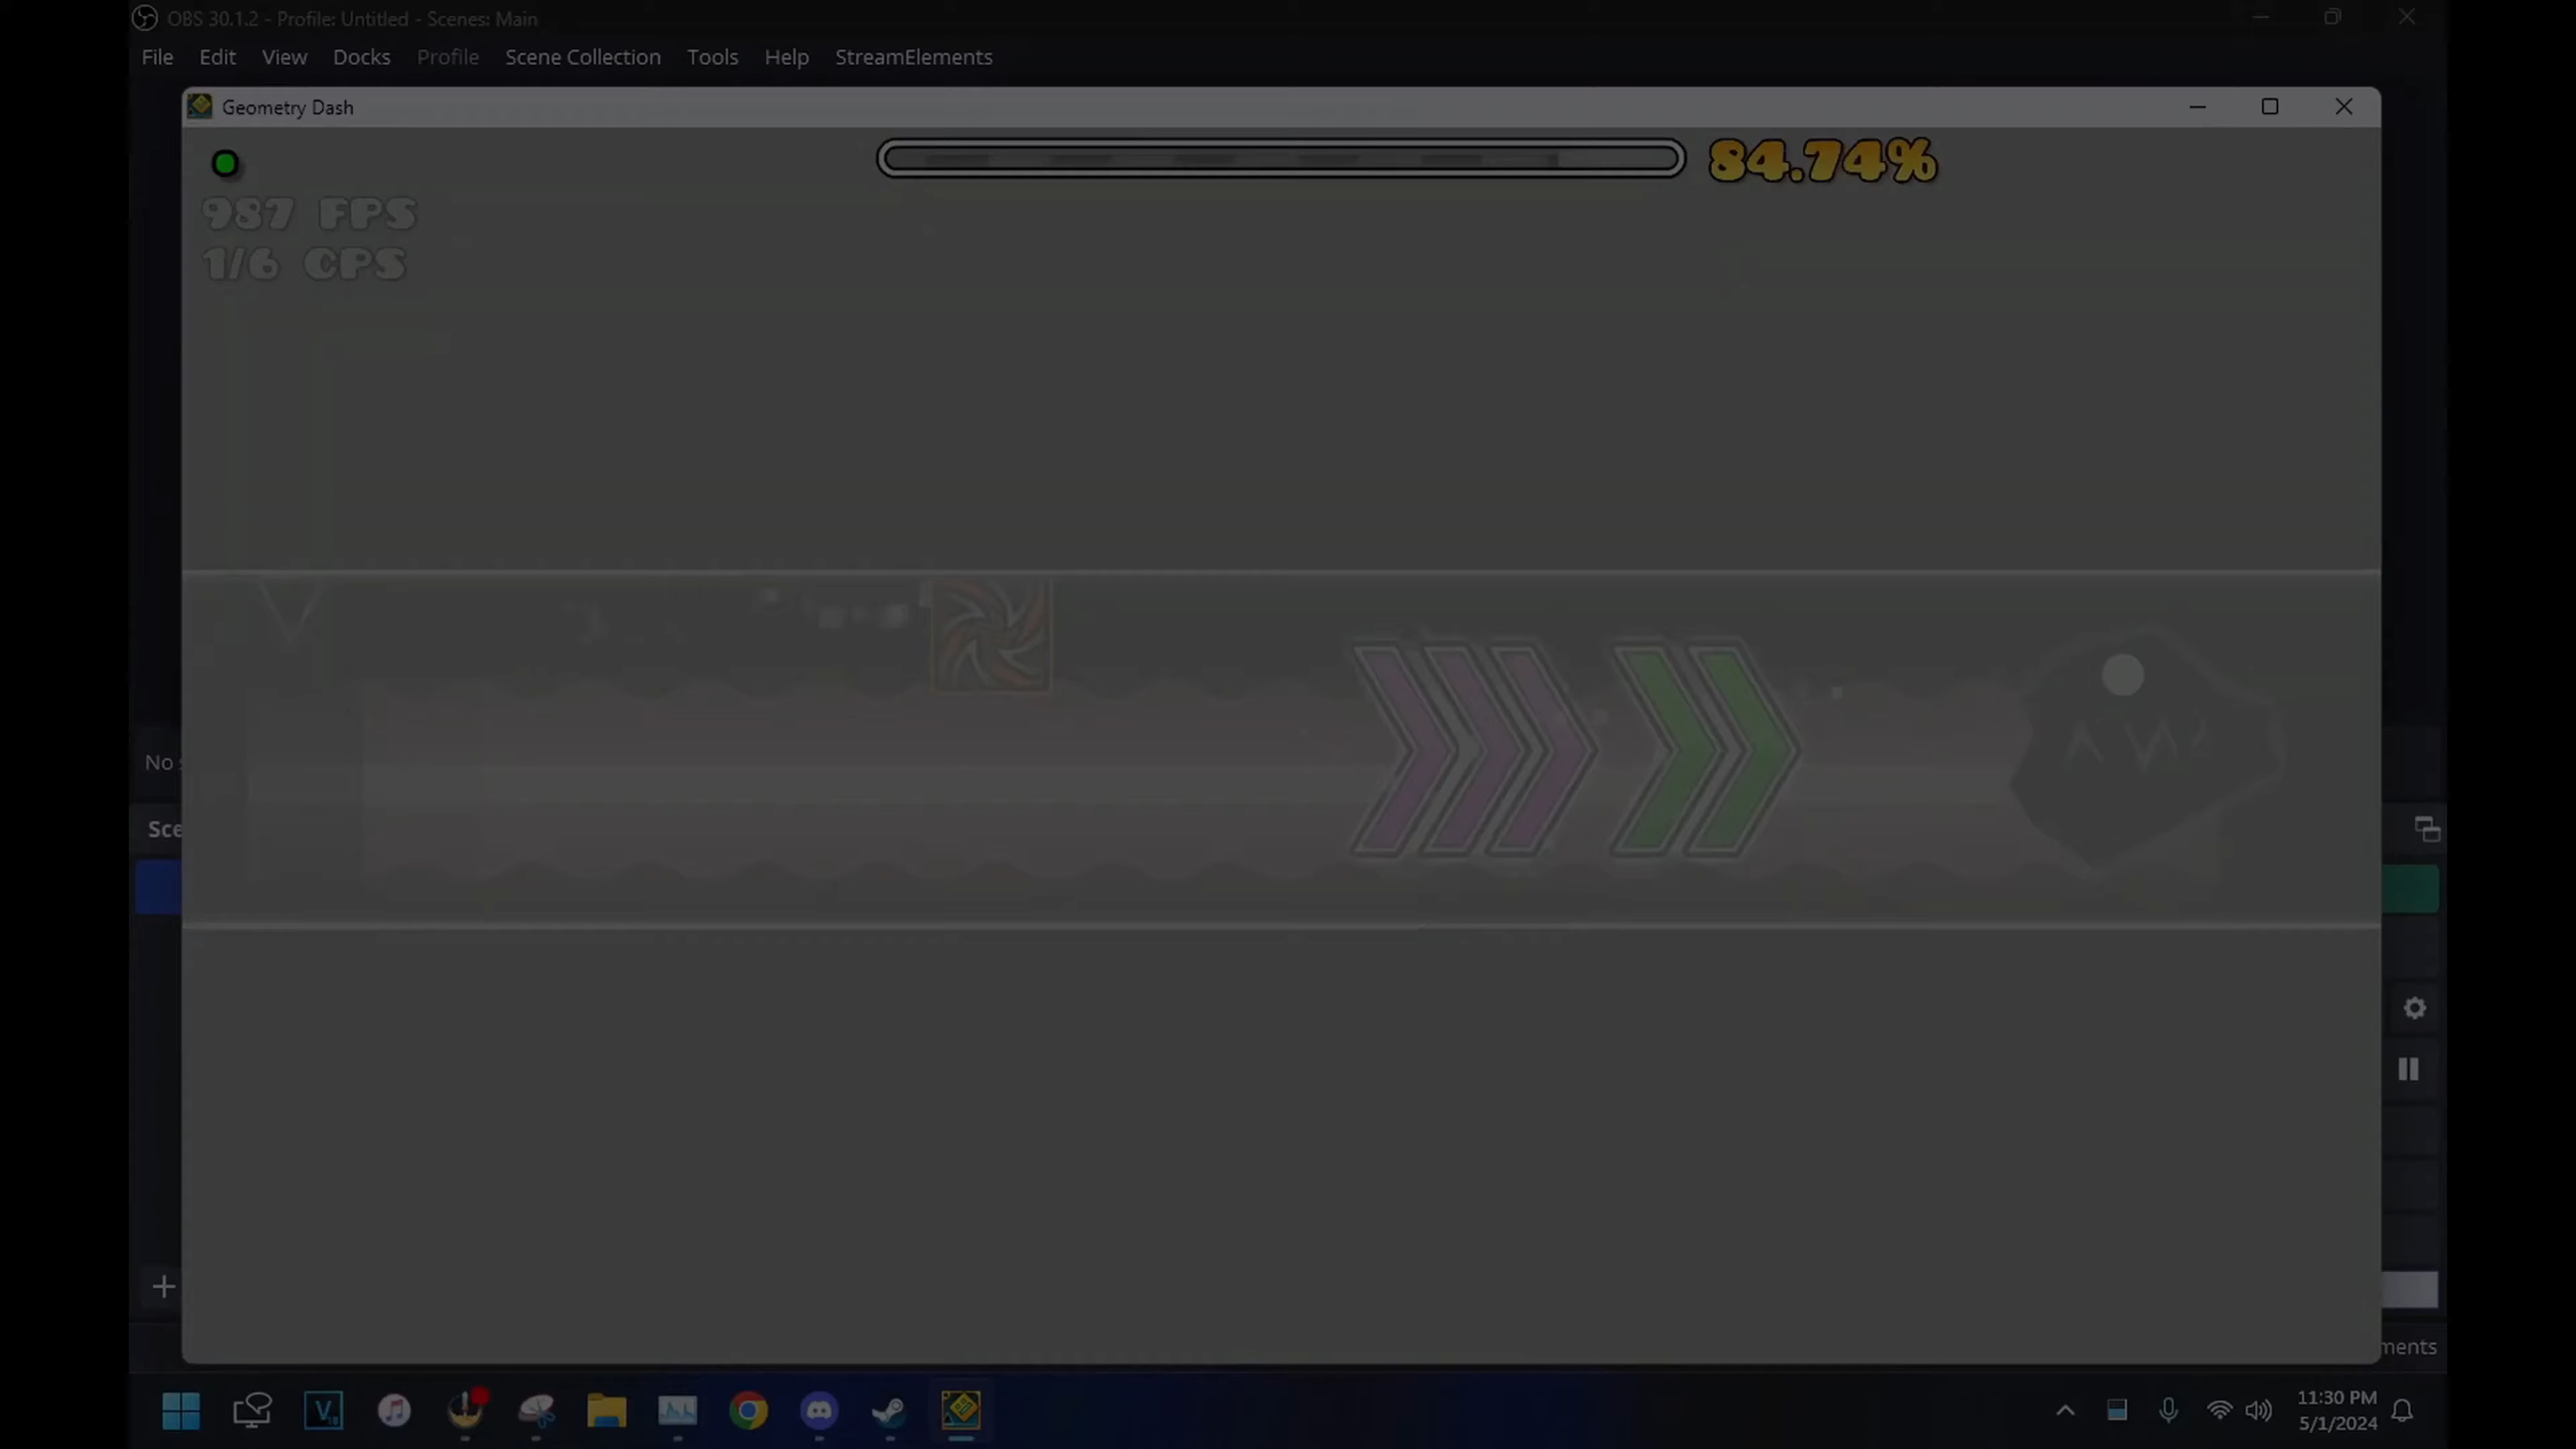 OBS 30.1.2 - Profile: Untitled - Scenes: Main
File Edit View Docks Profile Scene Collection Tools Help StreamElements
Geometry Dash
84.74%
987 FPS
1/6 CPS
No s
Sce
ments
V
18
11:30 PM
5/1/2024